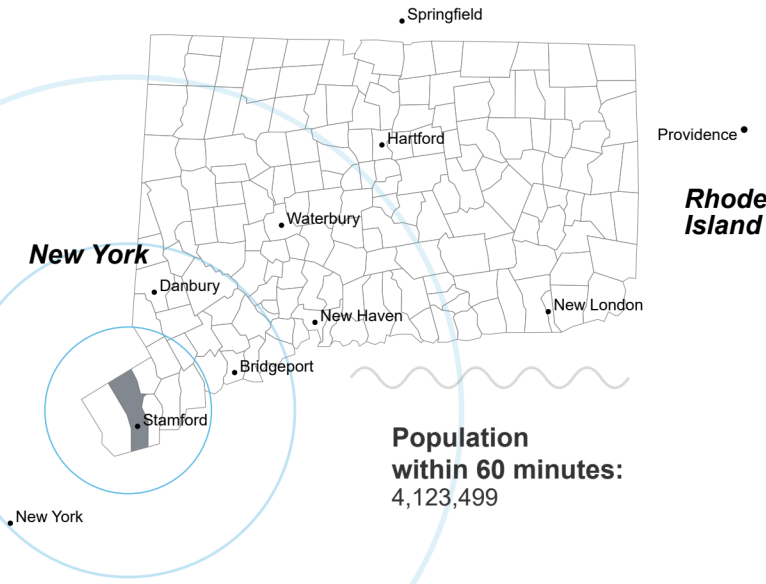 Springfield
Hartford
Providence
Rhode
Island
Waterbury
New York
Danbury
New London
New Haven
Bridgeport
Stamford
Population
within 60 minutes:
4,123,499
New York